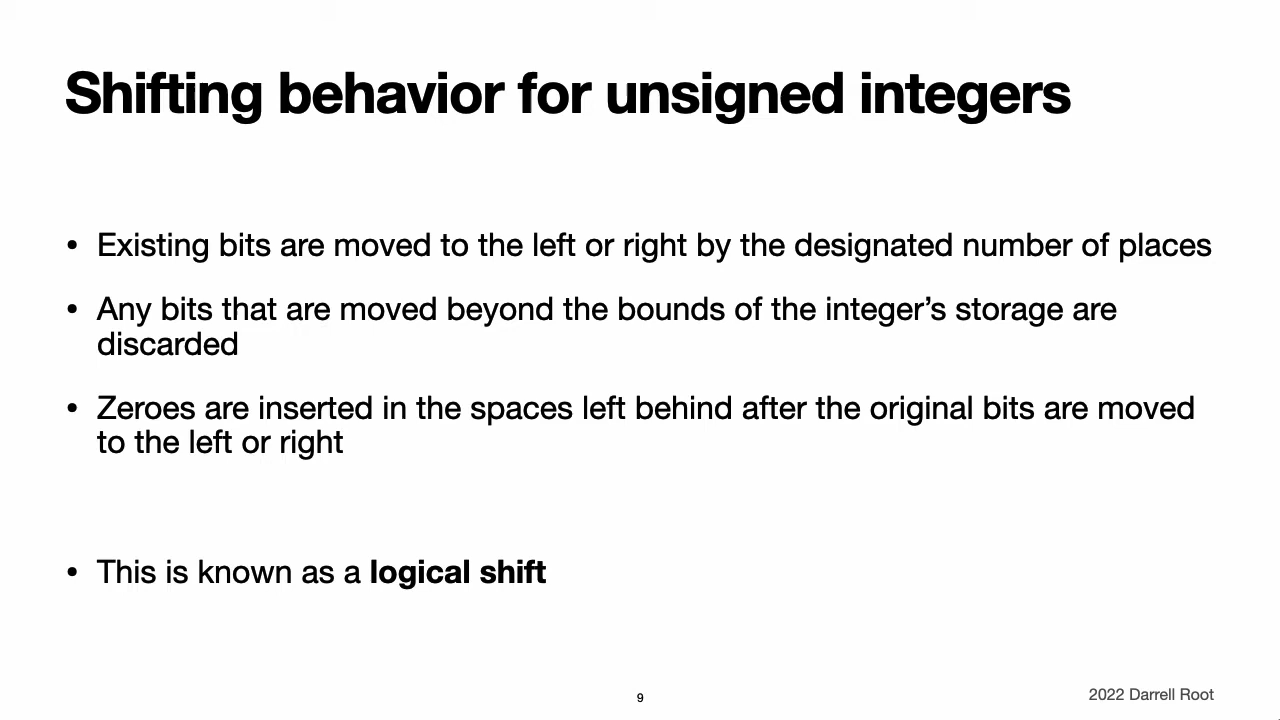 Shifting behavior for unsigned integers
• Existing bits are moved to the left or right by the designated number of places
• Any bits that are moved beyond the bounds of the integer’s storage are
discarded
• Zeroes are inserted in the spaces left behind after the original bits are moved
to the left or right
• This is known as a logical shift
9
2022 Darrell Root